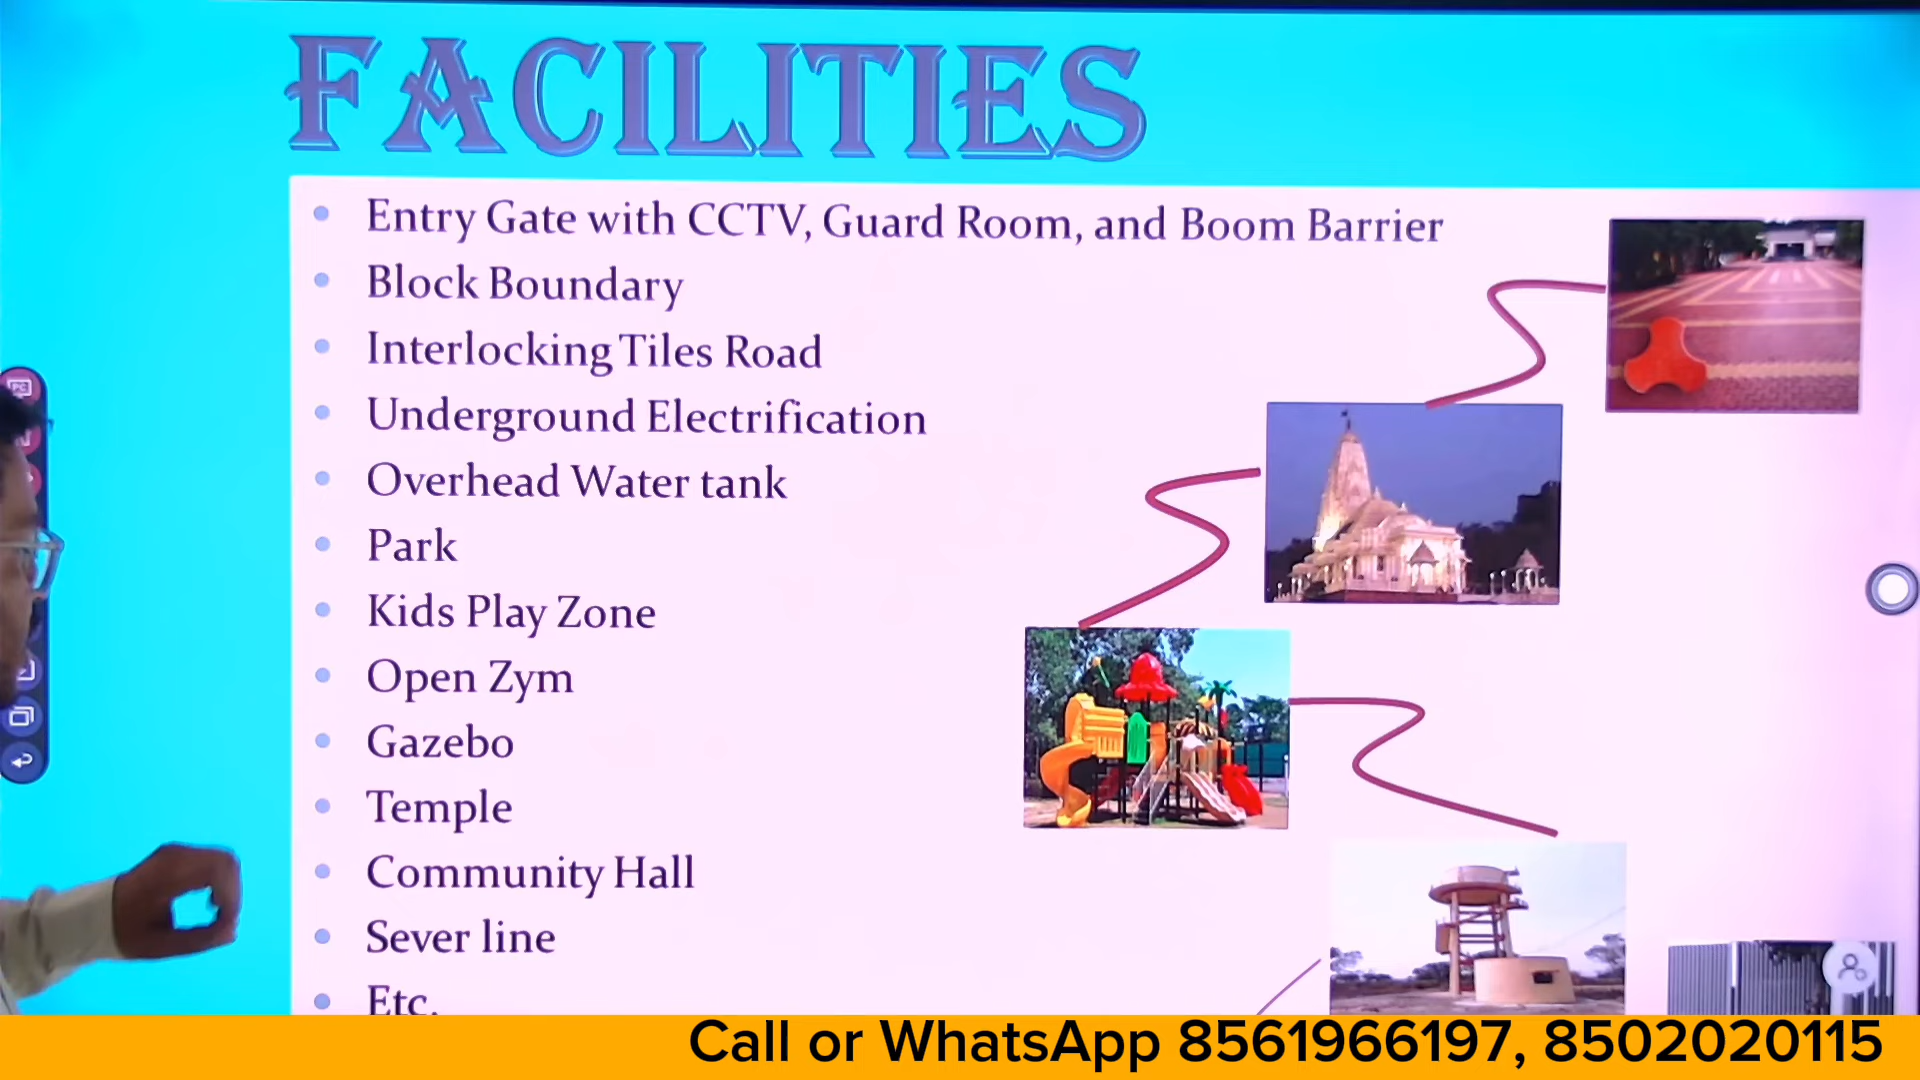 FACILITIES
Entry Gate with CCTV, Guard Room, and Boom Barrier
Block Boundary
Interlocking Tiles Road
Underground Electrification
Overhead Water tank
Park
Kids Play Zone
Open Zym
Gazebo
Temple
Community Hall
Sever line
Etc.
Call or WhatsApp 8561966197, 8502020115